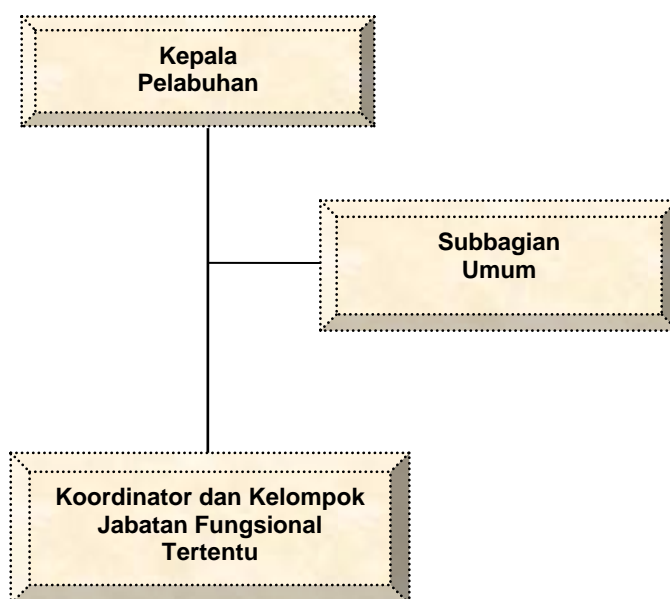 Kepala
Pelabuhan
Subbagian
Umum
Koordinator dan Kelompok
Jabatan Fungsional
Tertentu